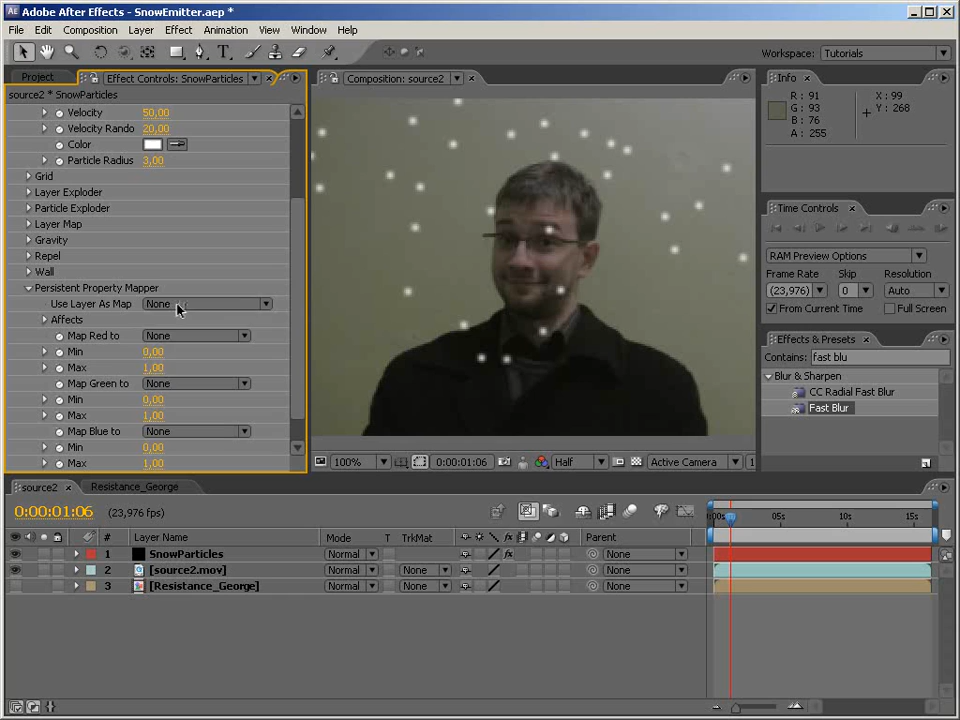 Adobe After Effects - SnowEmitter.aep *
File Edit Composition Layer Effect Animation View Window Help
Workspace: Tutorials
Project Effect Controls: SnowParticles
source2 * SnowParticles
Velocity 50,00
Velocity Rando 20,00
Color
Particle Radius 3,00
Grid
Layer Exploder
Particle Exploder
Layer Map
Gravity
Repel
Wall
Persistent Property Mapper
Use Layer As Map None
Affects
Map Red to None
Min 0,00
Max 1,00
Map Green to None
Min 0,00
Max 1,00
Map Blue to None
Min 0,00
Max 1,00
Composition: source2
100% 0:00:01:06 Half Active Camera 1
Info
R: 91 X: 99
G: 93 Y: 268
B: 76
A: 255
Time Controls
RAM Preview Options
Frame Rate Skip Resolution
(23,976) 0 Auto
From Current Time Full Screen
Effects & Presets
Contains: fast blu
Blur & Sharpen
CC Radial Fast Blur
Fast Blur
source2 Resistance_George
0:00:01:06 (23,976 fps)
00s 05s 10s 15s
# Layer Name Mode T TrkMat Parent
1 SnowParticles Normal None
2 [source2.mov] Normal None None
3 [Resistance_George] Normal None None